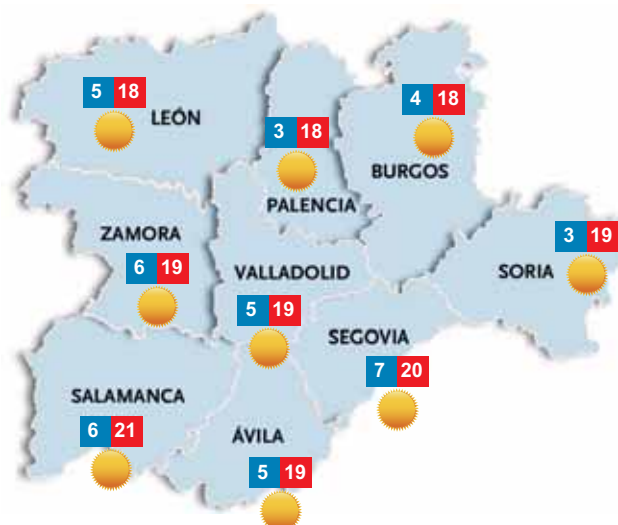 5 18
LEÓN
4 18
3 18
BURGOS
PALENCIA
ZAMORA
3 19
6 19
VALLADOLID
SORIA
5 19
SEGOVIA
7 20
SALAMANCA
6 21
ÁVILA
5 19